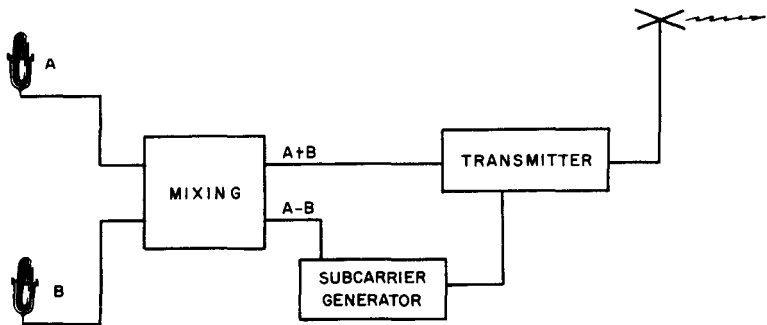 A
A+B
TRANSMITTER
MIXING
A-B
SUBCARRIER
GENERATOR
B